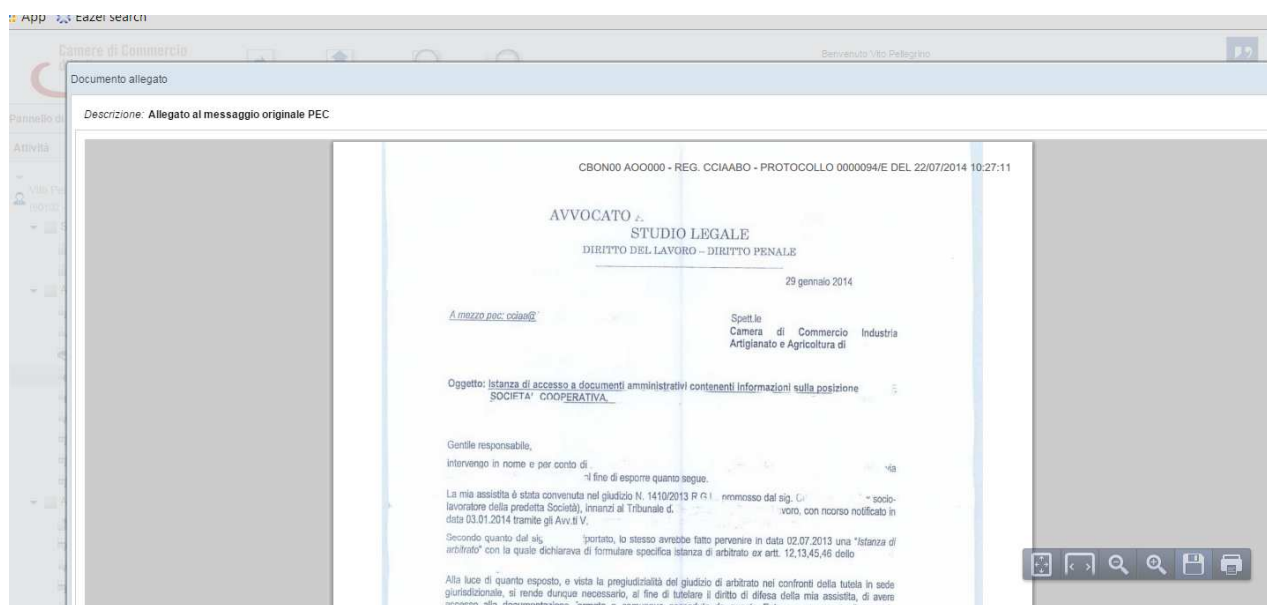 App Eazel search
Camere di Commercio
Benvenuto Vito Pellegrino
Documento allegato
Pannello di
Descrizione: Allegato al messaggio originale PEC
Attività
Vito Pe
CBON00 AOO000 - REG. CCIAABO - PROTOCOLLO 0000094/E DEL 22/07/2014 10:27:11
AVVOCATO
STUDIO LEGALE
DIRITTO DEL LAVORO – DIRITTO PENALE
29 gennaio 2014
A mezzo pec: cciaa@
Spett.le
Camera di Commercio Industria
Artigianato e Agricoltura di
Oggetto: Istanza di accesso a documenti amministrativi contenenti informazioni sulla posizione
SOCIETA' COOPERATIVA.
Gentile responsabile,
intervengo in nome e per conto di via
al fine di esporre quanto segue.
La mia assistita è stata convenuta nel giudizio N. 1410/2013 R.G.L. promosso dal sig. socio-
lavoratore della predetta Società), innanzi al Tribunale d. voro, con ricorso notificato in
data 03.01.2014 tramite gli Avv.ti V.
Secondo quanto dal sig portato, lo stesso avrebbe fatto pervenire in data 02.07.2013 una "Istanza di
arbitrato" con la quale dichiarava di formulare specifica istanza di arbitrato ex artt. 12,13,45,46 dello
Alla luce di quanto esposto, e vista la pregiudizialità del giudizio di arbitrato nei confronti della tutela in sede
giurisdizionale, si rende dunque necessario, al fine di tutelare il diritto di difesa della mia assistita, di avere